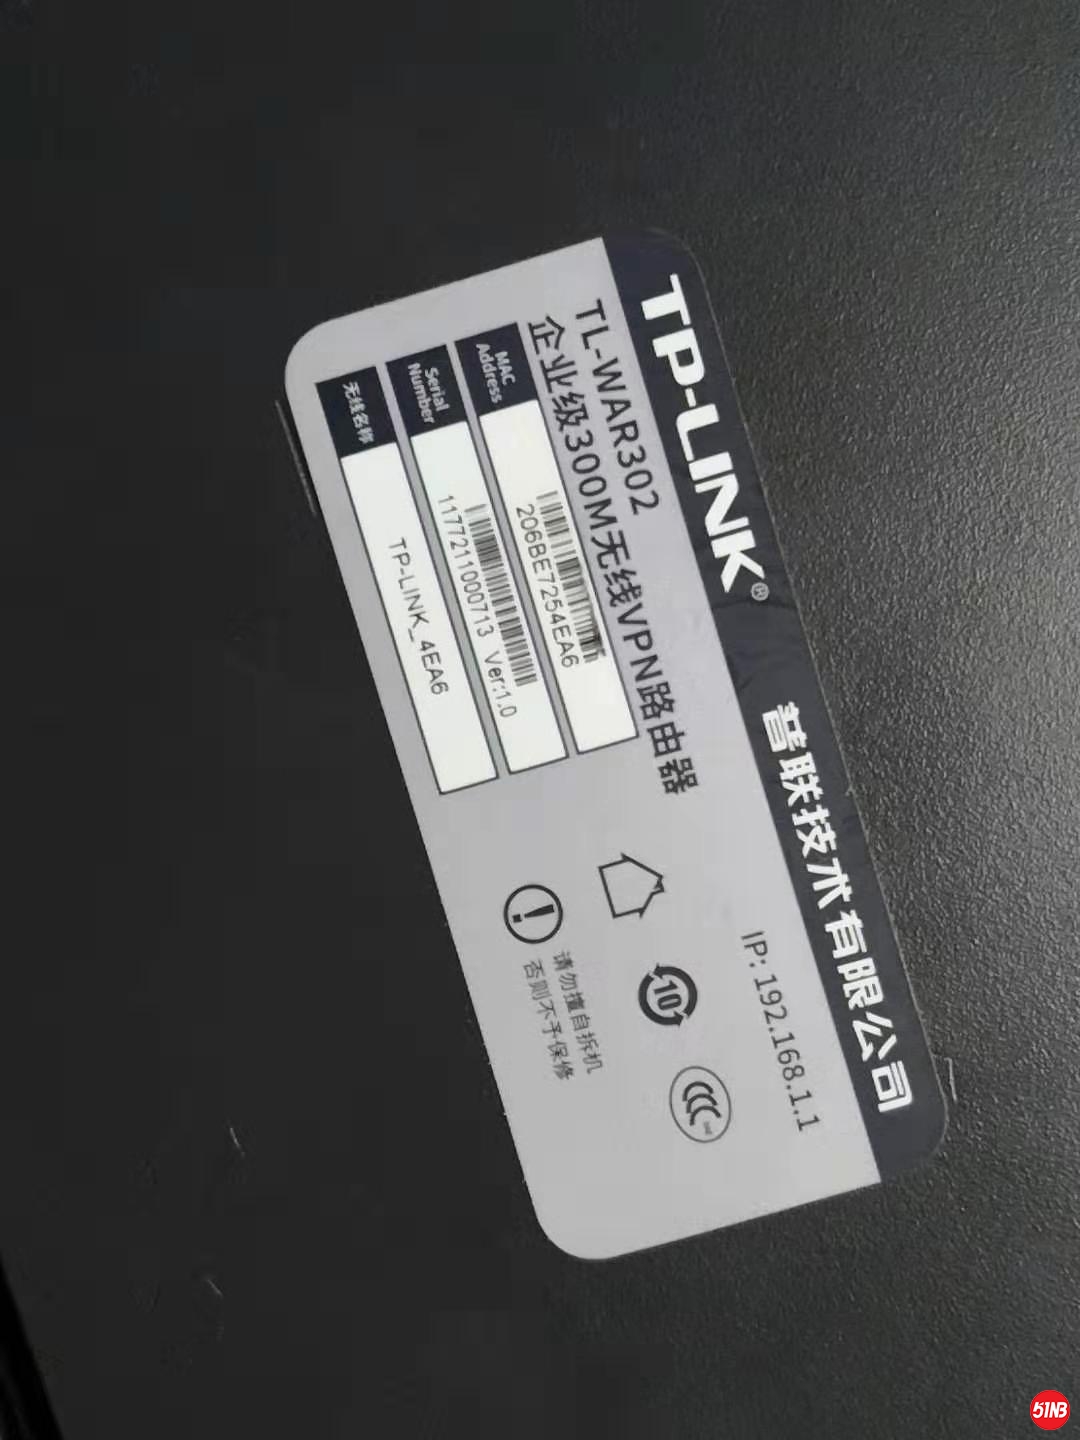 TP-LINK® 普联技术有限公司
TL-WAR302
IP: 192.168.1.1
企业级300M无线VPN路由器
MAC
Address
206BE7254EA6
Serial
Number
1177211000713 Ver:1.0
无线名称
TP-LINK_4EA6
10
CCC
请勿擅自拆机
否则不予保修
51NB